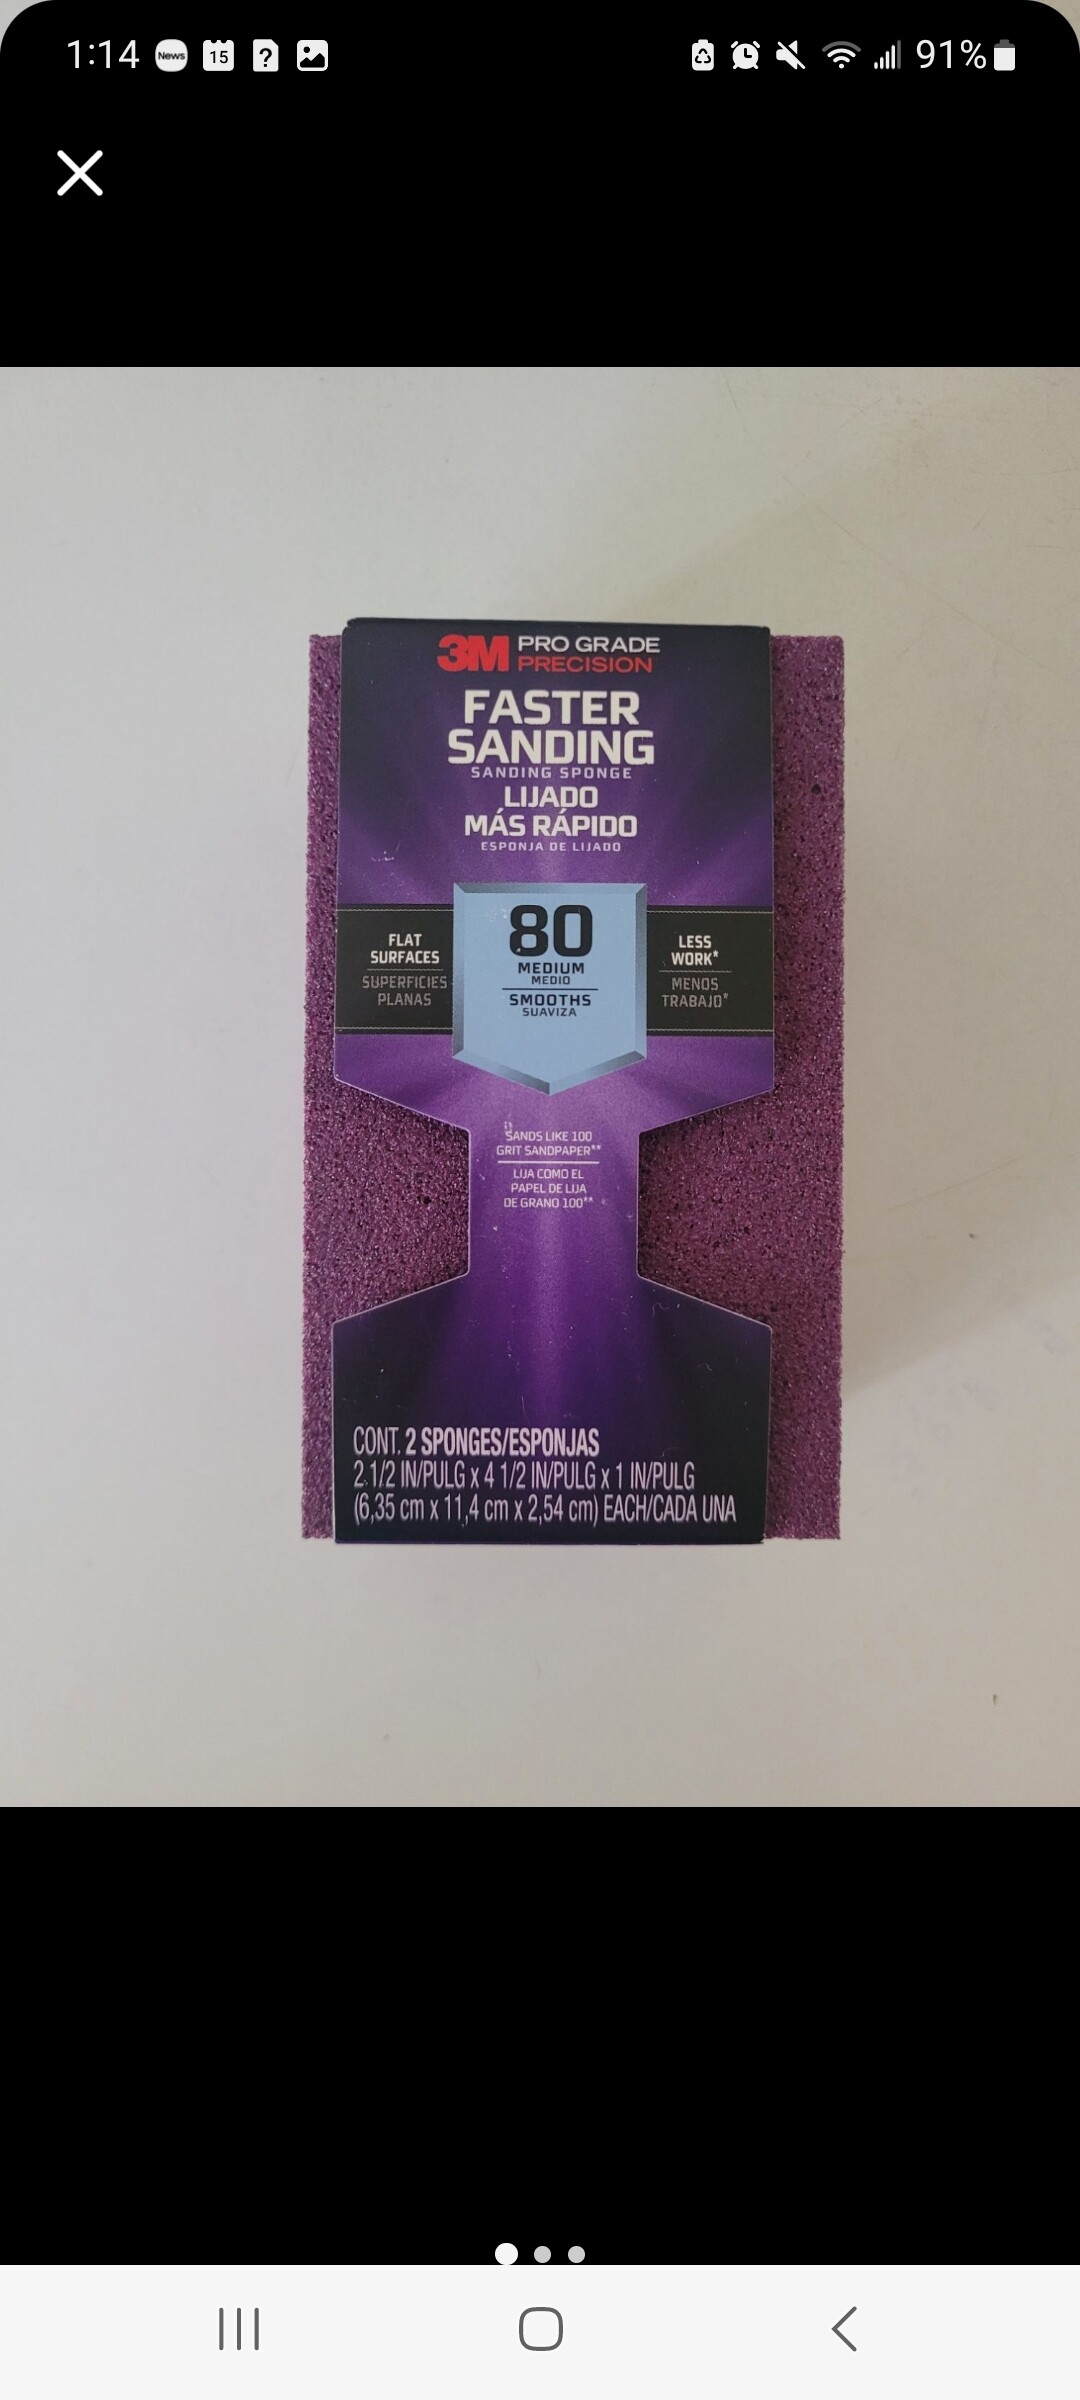 1:14 News 15 ? 91%
3M PRO GRADE
PRECISION
FASTER
SANDING
SANDING SPONGE
LIJADO
MÁS RÁPIDO
ESPONJA DE LIJADO
FLAT
SURFACES
SUPERFICIES
PLANAS
80
MEDIUM
MEDIO
SMOOTHS
SUAVIZA
LESS
WORK*
MENOS
TRABAJO*
SANDS LIKE 100
GRIT SANDPAPER**
LIJA COMO EL
PAPEL DE LIJA
DE GRANO 100**
CONT. 2 SPONGES/ESPONJAS
2 1/2 IN/PULG x 4 1/2 IN/PULG x 1 IN/PULG
(6,35 cm x 11,4 cm x 2,54 cm) EACH/CADA UNA